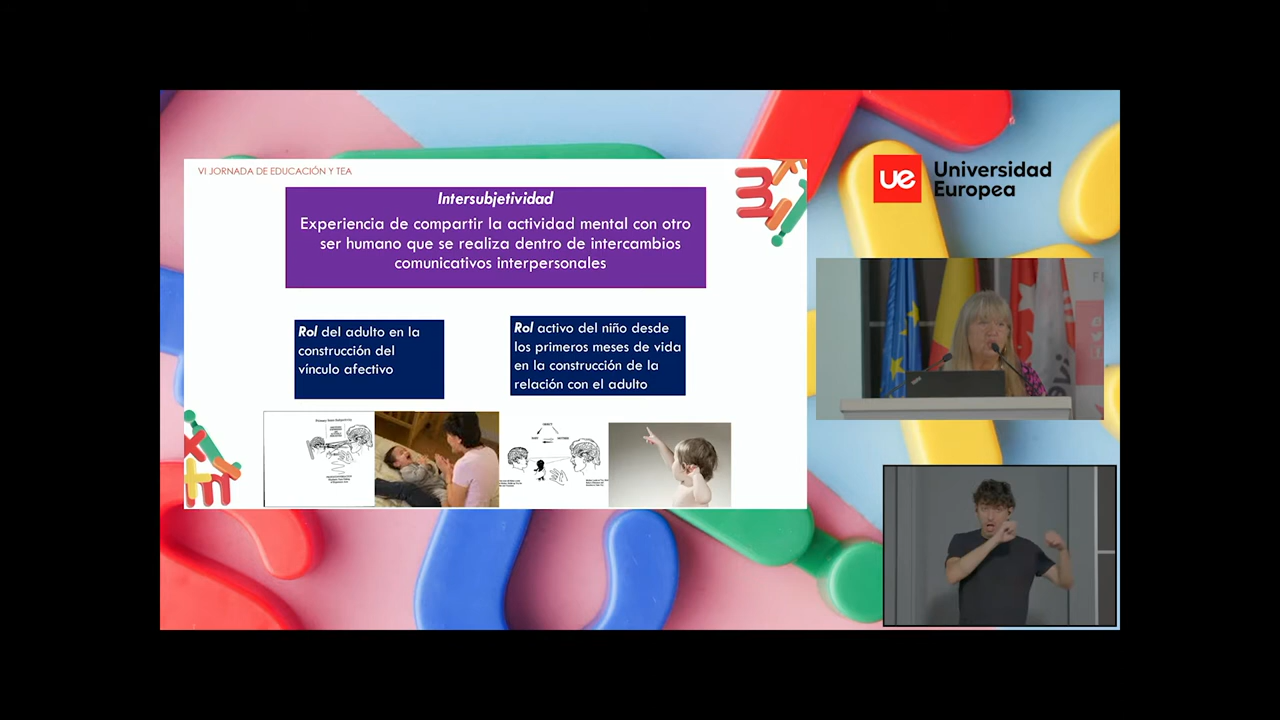 VI JORNADA DE EDUCACIÓN Y TEA
Intersubjetividad
Experiencia de compartir la actividad mental con otro
ser humano que se realiza dentro de intercambios
comunicativos interpersonales
Rol del adulto en la
construcción del
vínculo afectivo
Rol activo del niño desde
los primeros meses de vida
en la construcción de la
relación con el adulto
ue Universidad
Europea